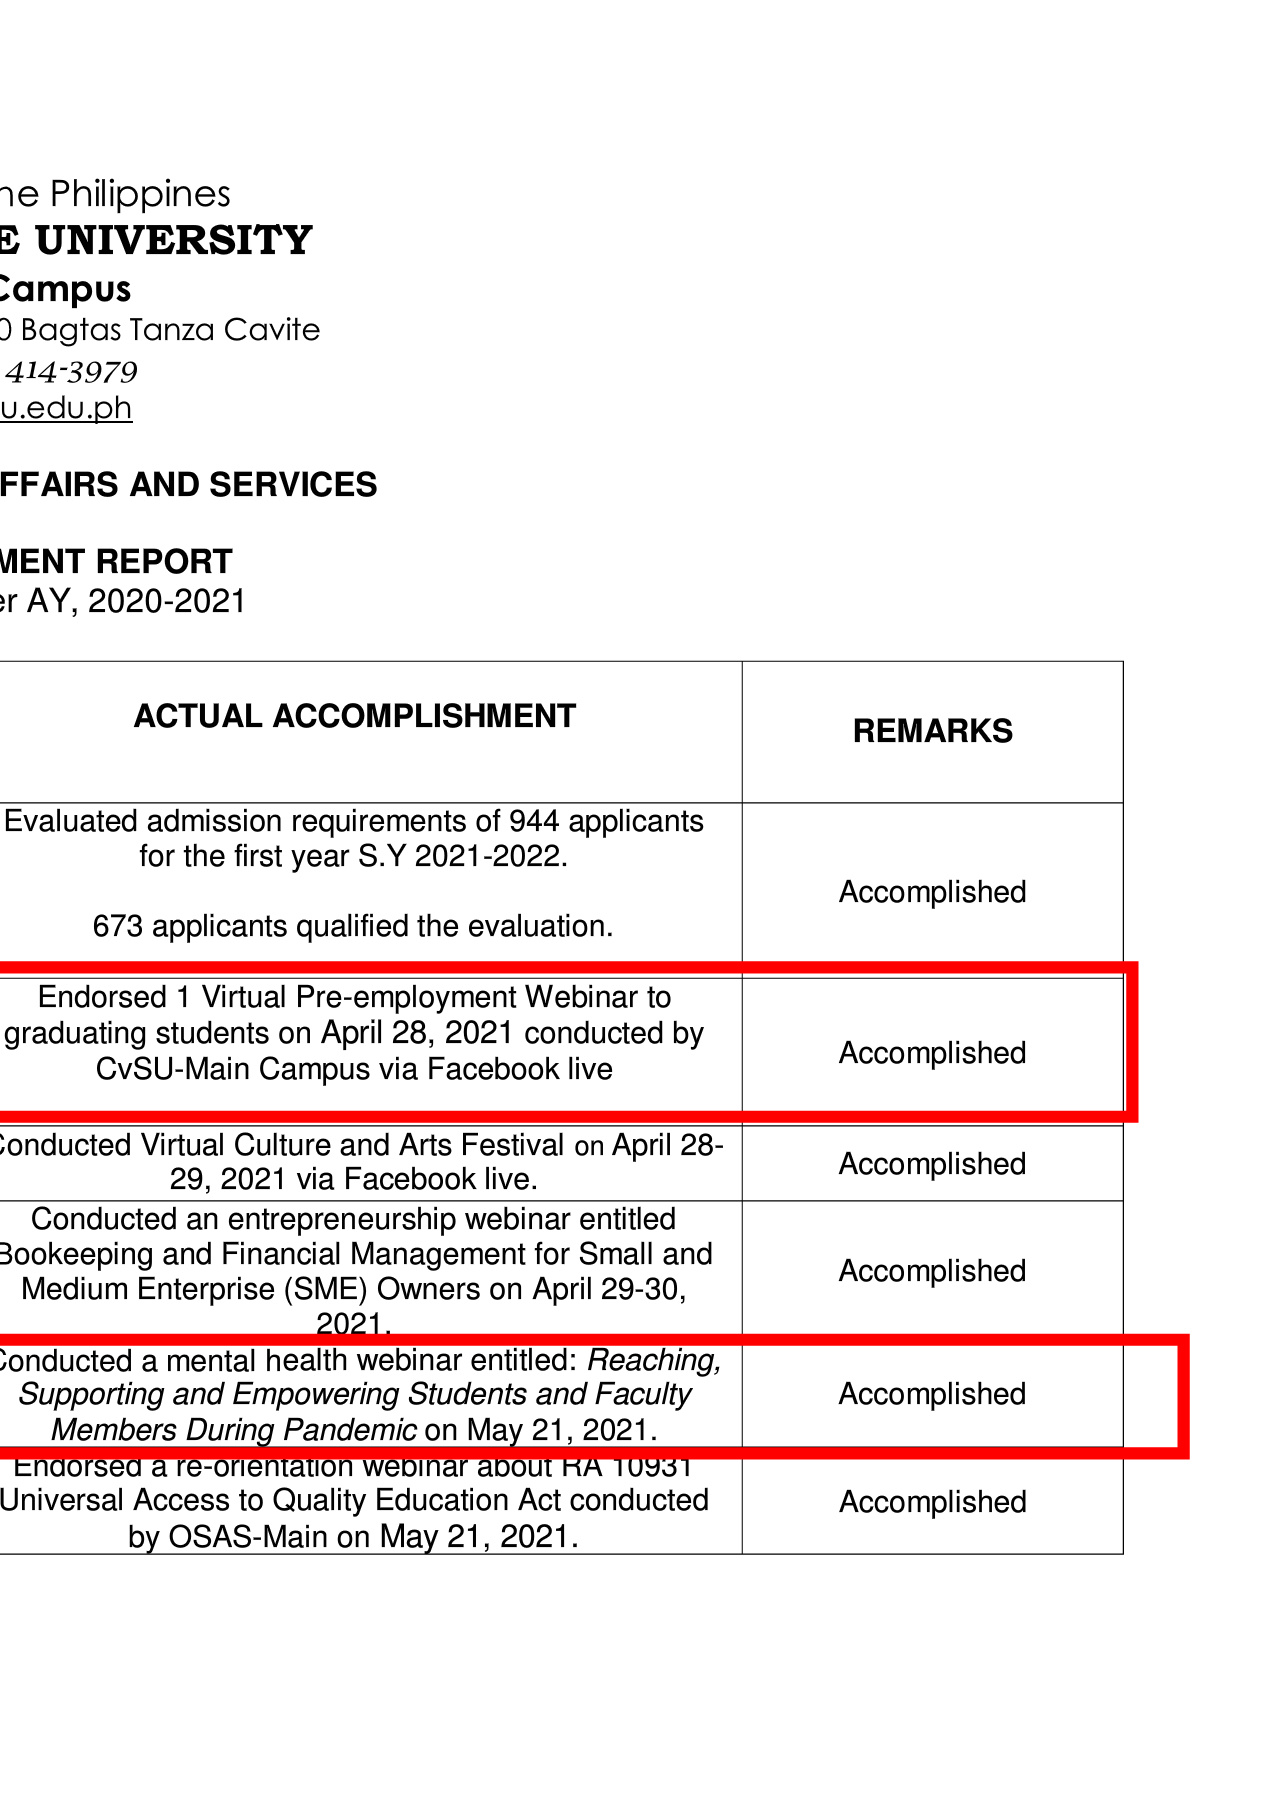 he Philippines
E UNIVERSITY
Campus
0 Bagtas Tanza Cavite
414-3979
u.edu.ph
FFAIRS AND SERVICES
MENT REPORT
er AY, 2020-2021
ACTUAL ACCOMPLISHMENT
REMARKS
Evaluated admission requirements of 944 applicants
for the first year S.Y 2021-2022.
673 applicants qualified the evaluation.
Accomplished
Endorsed 1 Virtual Pre-employment Webinar to
graduating students on April 28, 2021 conducted by
CvSU-Main Campus via Facebook live
Accomplished
Conducted Virtual Culture and Arts Festival on April 28-
29, 2021 via Facebook live.
Accomplished
Conducted an entrepreneurship webinar entitled
Bookeeping and Financial Management for Small and
Medium Enterprise (SME) Owners on April 29-30,
2021.
Accomplished
Conducted a mental health webinar entitled: Reaching,
Supporting and Empowering Students and Faculty
Members During Pandemic on May 21, 2021.
Accomplished
Endorsed a re-orientation webinar about RA 10931
Universal Access to Quality Education Act conducted
by OSAS-Main on May 21, 2021.
Accomplished